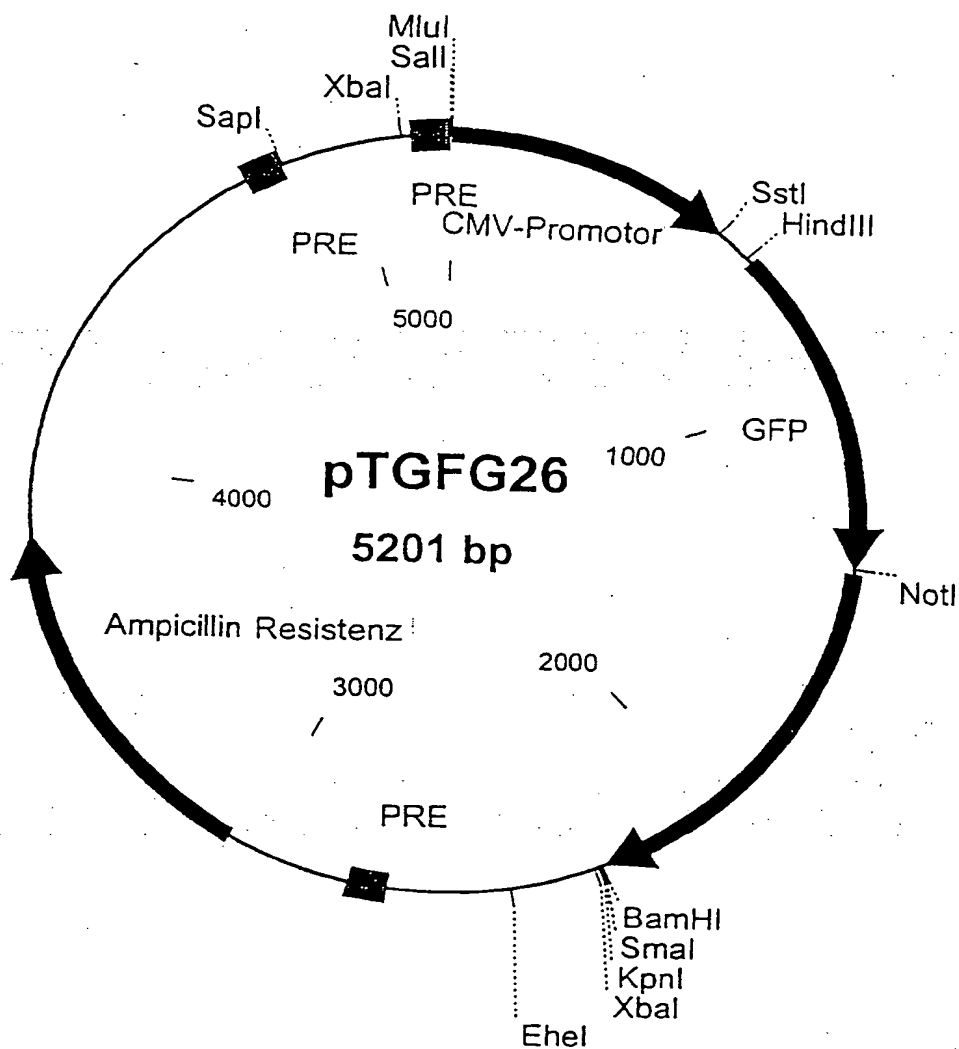 MluI
SalI
XbaI
SapI
SstI
HindIII
PRE
CMV-Promotor
PRE
5000
GFP
1000
pTGFG26
4000
5201 bp
NotI
Ampicillin Resistenz
2000
3000
PRE
BamHI
SmaI
KpnI
XbaI
EheI